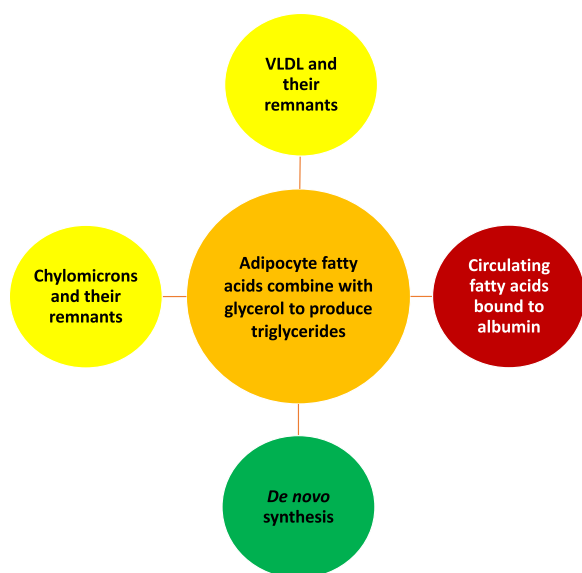 VLDL and
their
remnants
Chylomicrons
and their
remnants
Adipocyte fatty
acids combine with
glycerol to produce
triglycerides
Circulating
fatty acids
bound to
albumin
De novo
synthesis